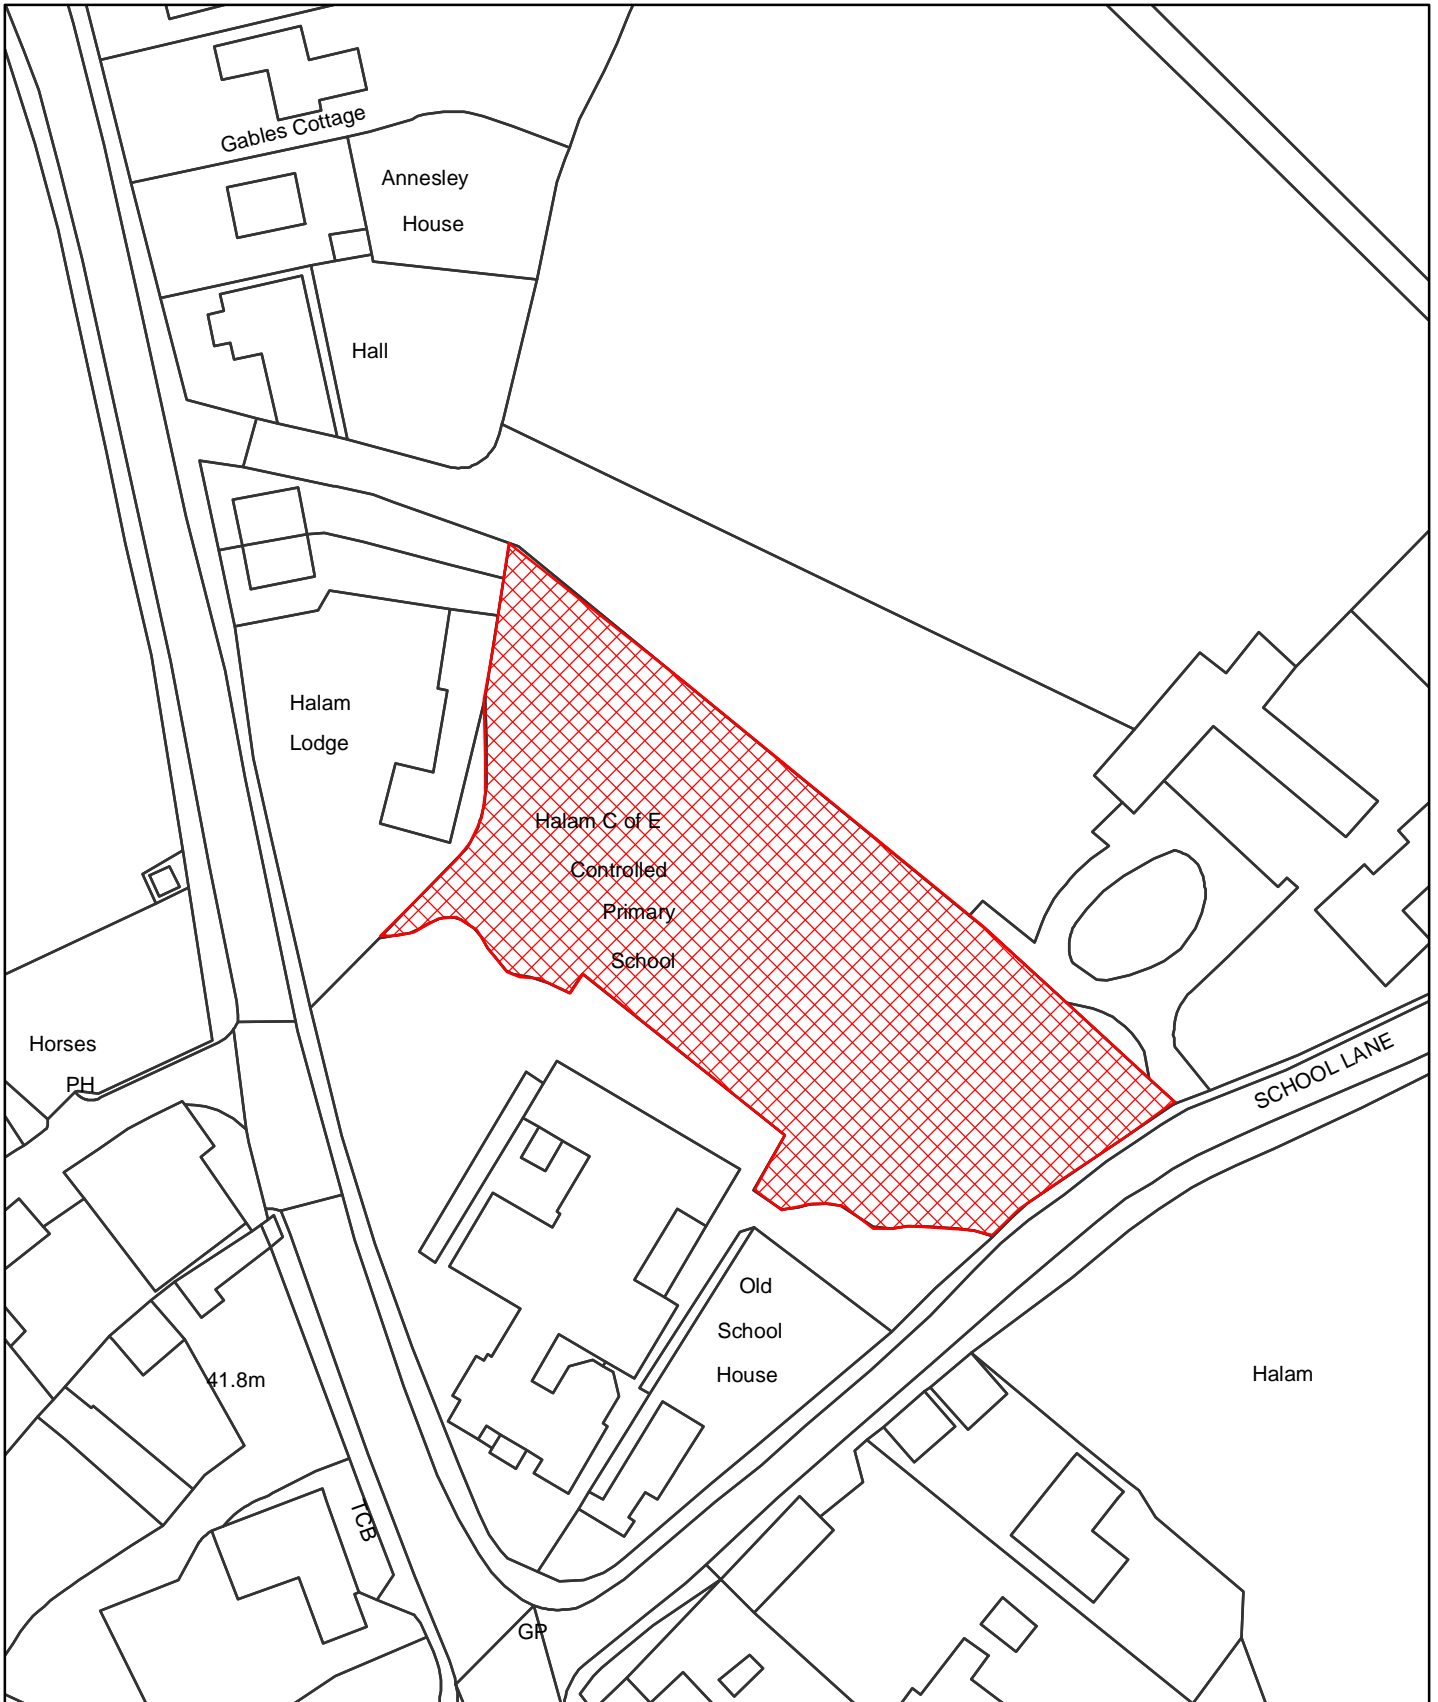 Gables Cottage
Annesley
House
Hall
Halam
Lodge
Halam C of E
Controlled
Primary
School
Horses
PH
SCHOOL LANE
Old
School
House
41.8m
Halam
TCB
GP